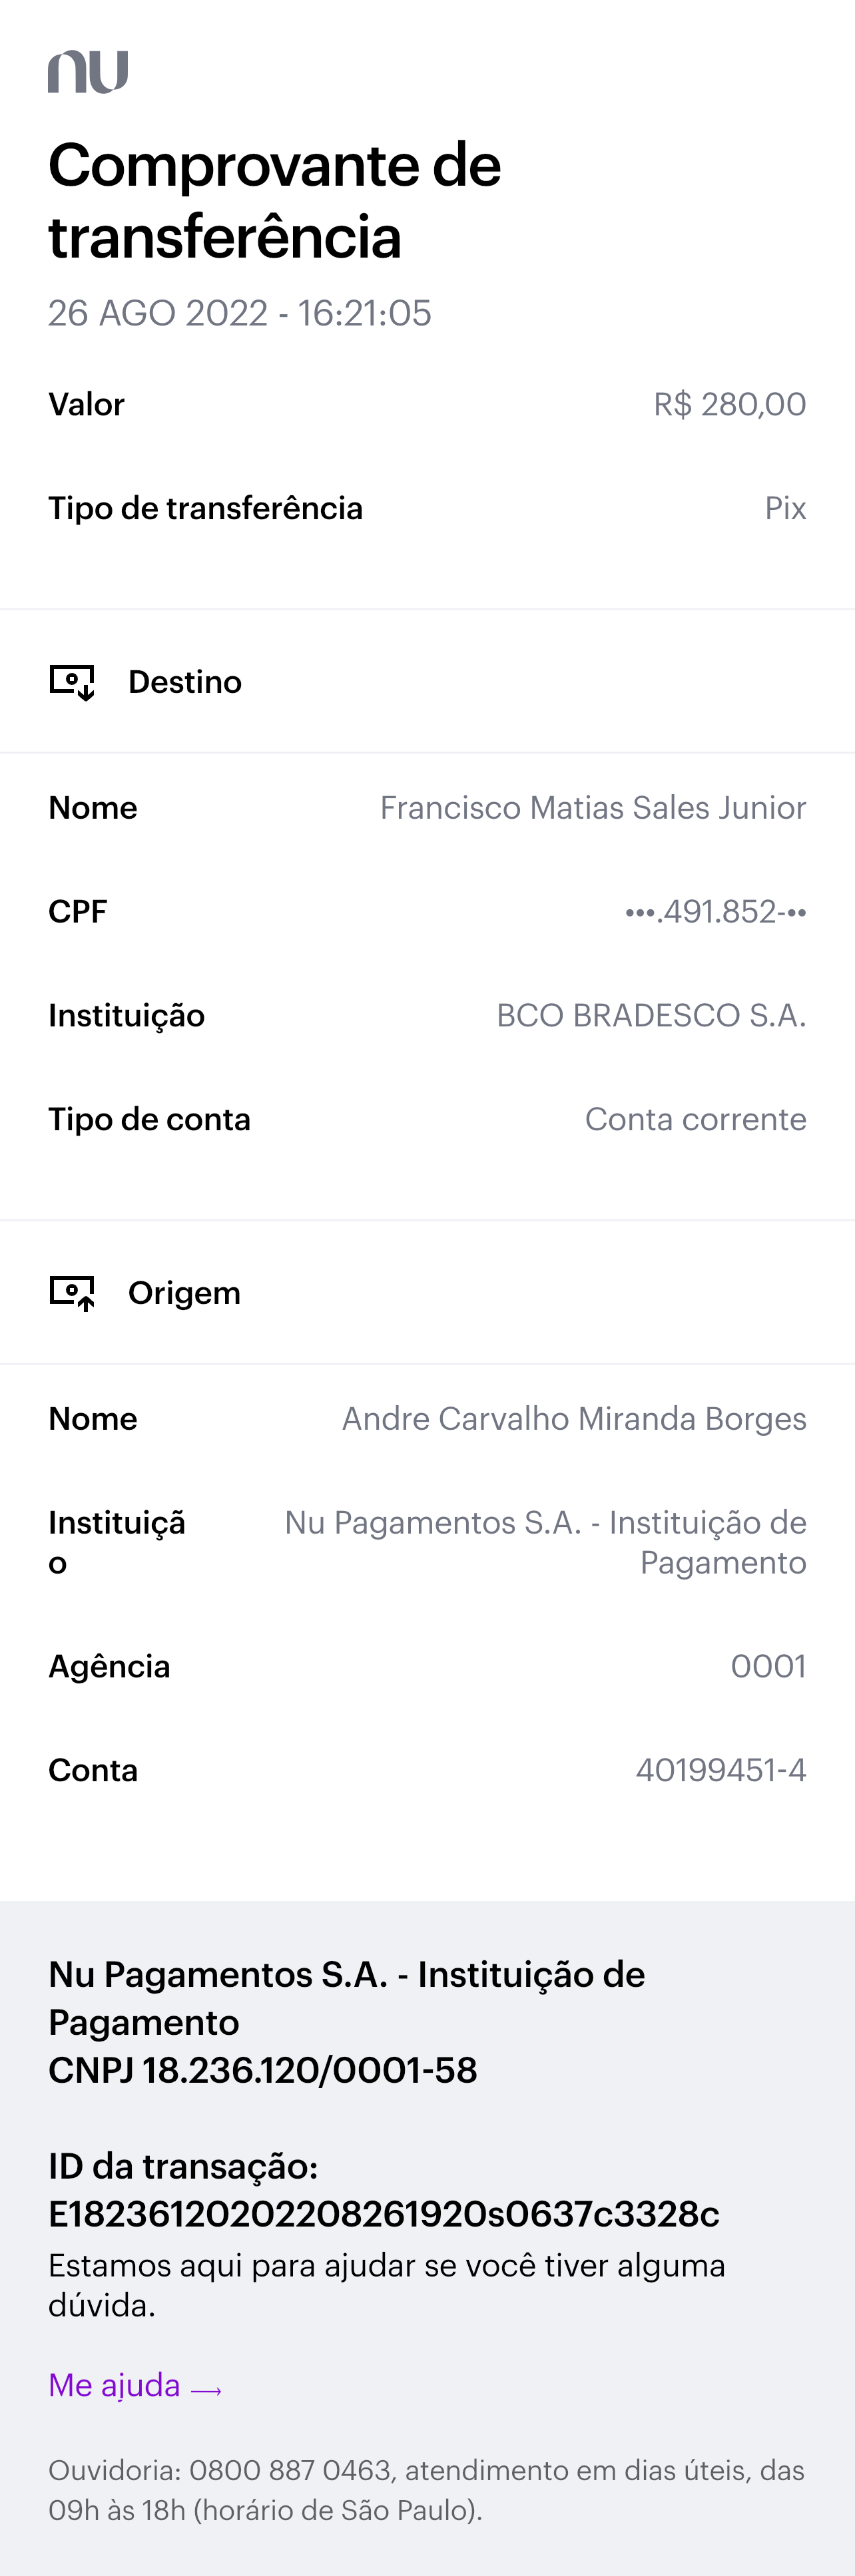 nu
Comprovante de
transferência
26 AGO 2022 - 16:21:05
Valor R$ 280,00
Tipo de transferência Pix
Destino
Nome Francisco Matias Sales Junior
CPF •••.491.852-••
Instituição BCO BRADESCO S.A.
Tipo de conta Conta corrente
Origem
Nome Andre Carvalho Miranda Borges
Instituiçã Nu Pagamentos S.A. - Instituição de
o Pagamento
Agência 0001
Conta 40199451-4
Nu Pagamentos S.A. - Instituição de
Pagamento
CNPJ 18.236.120/0001-58
ID da transação:
E18236120202208261920s0637c3328c
Estamos aqui para ajudar se você tiver alguma
dúvida.
Me ajuda →
Ouvidoria: 0800 887 0463, atendimento em dias úteis, das
09h às 18h (horário de São Paulo).